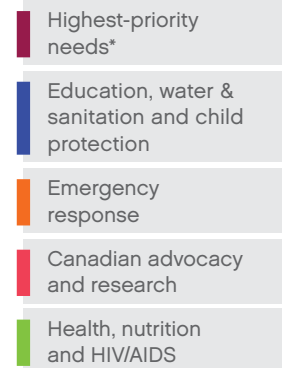 Highest-priority
needs*
Education, water &
sanitation and child
protection
Emergency
response
Canadian advocacy
and research
Health, nutrition
and HIV/AIDS